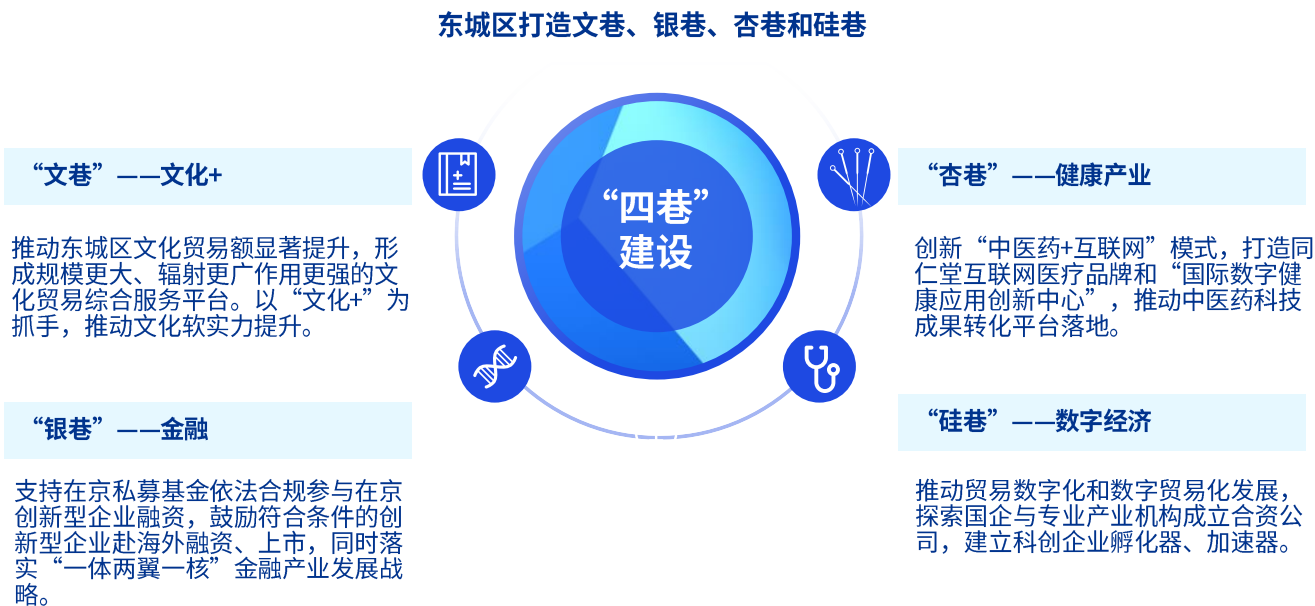 东城区打造文巷、银巷、杏巷和硅巷
“四巷”
建设
“文巷”——文化+
推动东城区文化贸易额显著提升，形
成规模更大、辐射更广作用更强的文
化贸易综合服务平台。以“文化+”为
抓手，推动文化软实力提升。
“银巷”——金融
支持在京私募基金依法合规参与在京
创新型企业融资，鼓励符合条件的创
新型企业赴海外融资、上市，同时落
实“一体两翼一核”金融产业发展战
略。
“杏巷”——健康产业
创新“中医药+互联网”模式，打造同
仁堂互联网医疗品牌和“国际数字健
康应用创新中心”，推动中医药科技
成果转化平台落地。
“硅巷”——数字经济
推动贸易数字化和数字贸易化发展，
探索国企与专业产业机构成立合资公
司，建立科创企业孵化器、加速器。